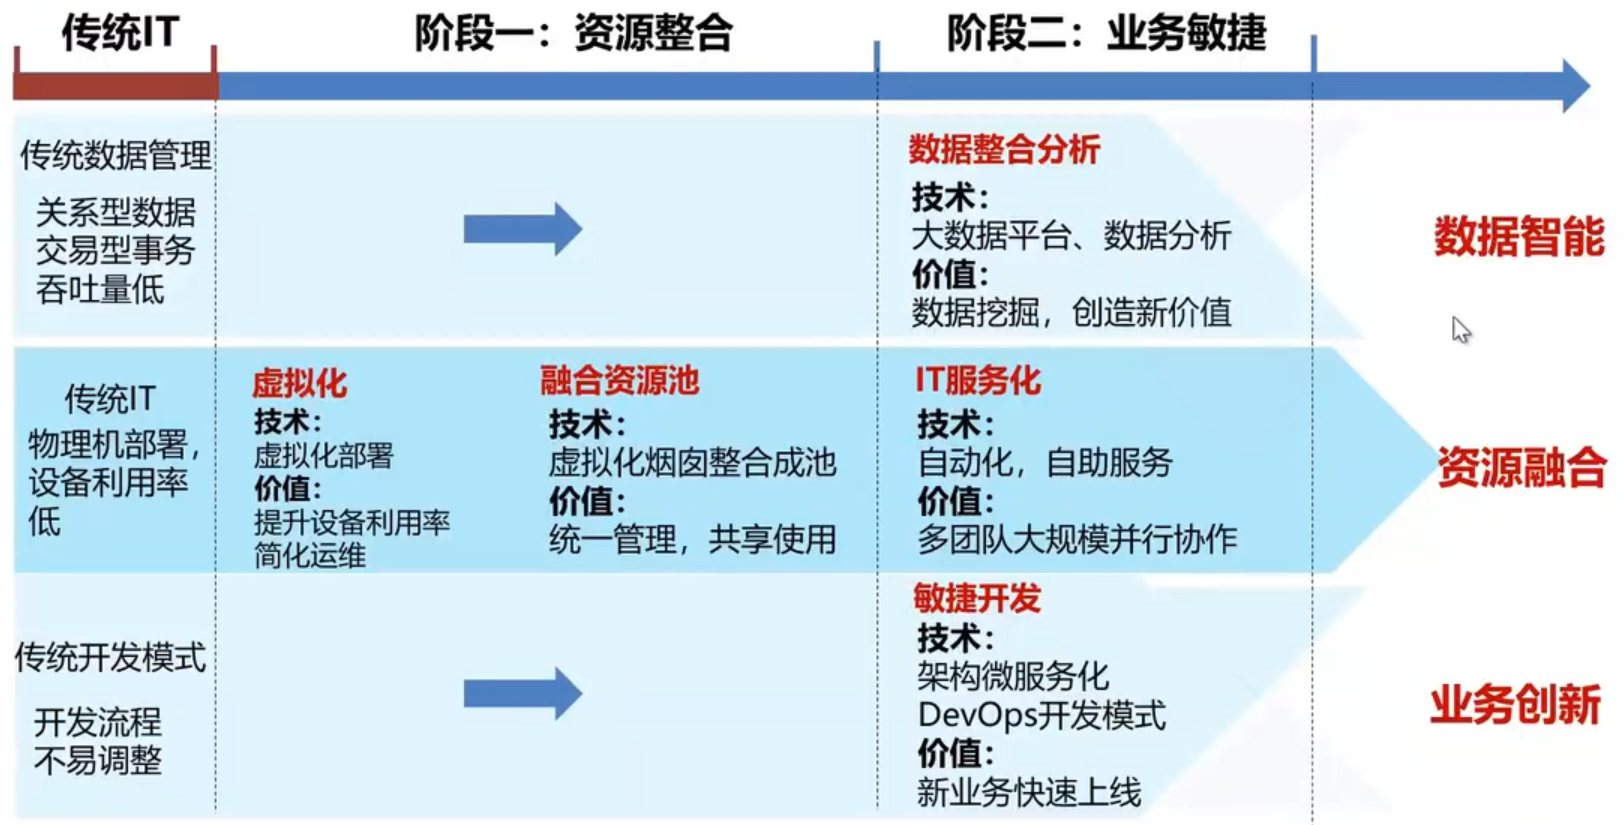 传统IT
阶段一：资源整合
阶段二：业务敏捷
传统数据管理
关系型数据
交易型事务
吞吐量低
数据整合分析
技术：
大数据平台、数据分析
价值：
数据挖掘，创造新价值
数据智能
传统IT
物理机部署，
设备利用率
低
虚拟化
技术：
虚拟化部署
价值：
提升设备利用率
简化运维
融合资源池
技术：
虚拟化烟囱整合成池
价值：
统一管理，共享使用
IT服务化
技术：
自动化，自助服务
价值：
多团队大规模并行协作
资源融合
传统开发模式
开发流程
不易调整
敏捷开发
技术：
架构微服务化
DevOps开发模式
价值：
新业务快速上线
业务创新